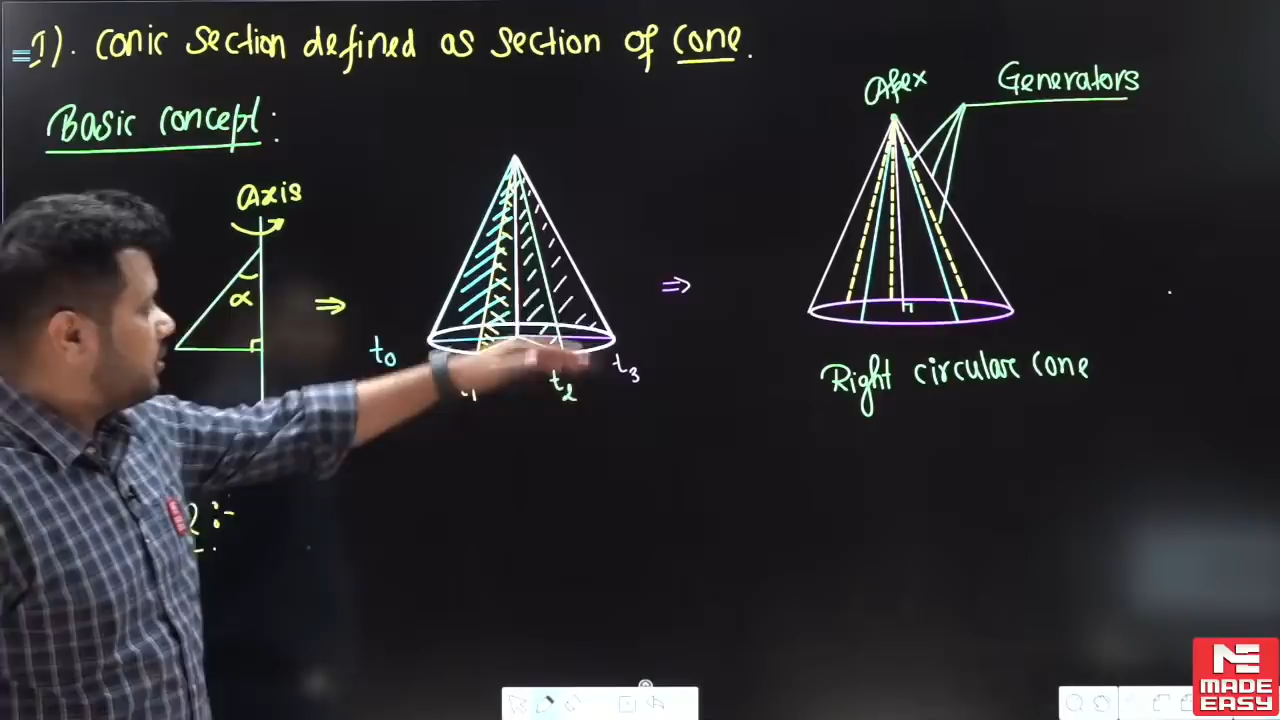 I). Conic section defined as section of cone.
Basic concept:
Axis
α
⇒
t0
t2
t3
⇒
Apex
Generators
Right circular cone
2 :-
MADE EASY